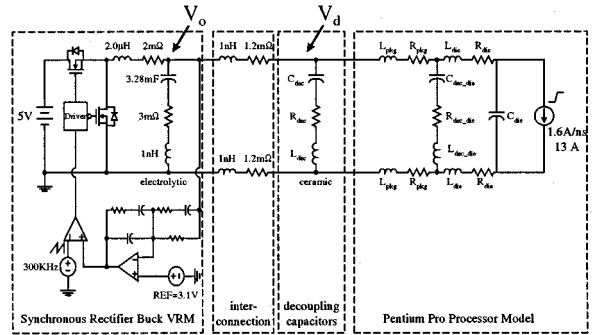 Vo
Vd
2.0μH 2mΩ
1nH 1.2mΩ
Lpkg Rpkg Ldie Rdie
3.28mF
Cdec
Cdec_die
5V
Driver
3mΩ
Rdec
Rdec_die
Cdie
1.6A/ns
13 A
1nH
Ldec
Ldec_die
electrolytic
1nH 1.2mΩ
ceramic
Lpkg Rpkg Ldie Rdie
300KHz
REF=3.1V
Synchronous Rectifier Buck VRM
inter-
connection
decoupling
capacitors
Pentium Pro Processor Model